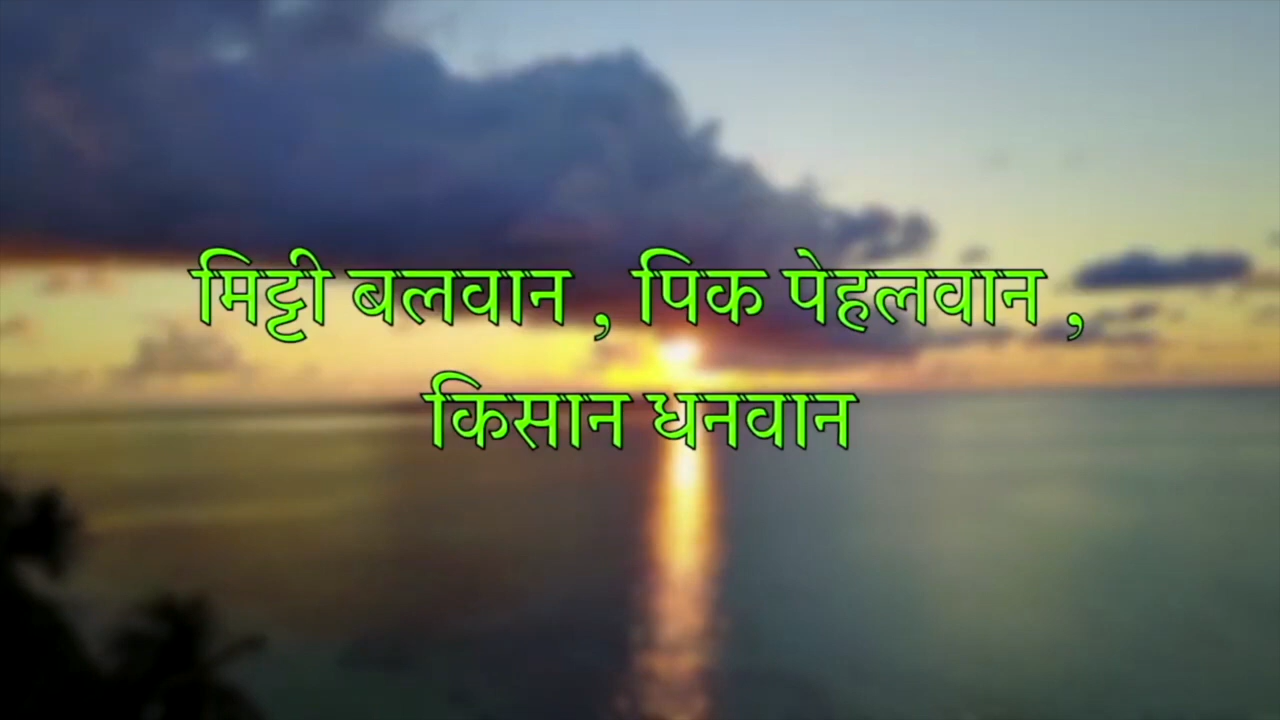 मिट्टी बलवान , पिक पेहलवान ,
किसान धनवान